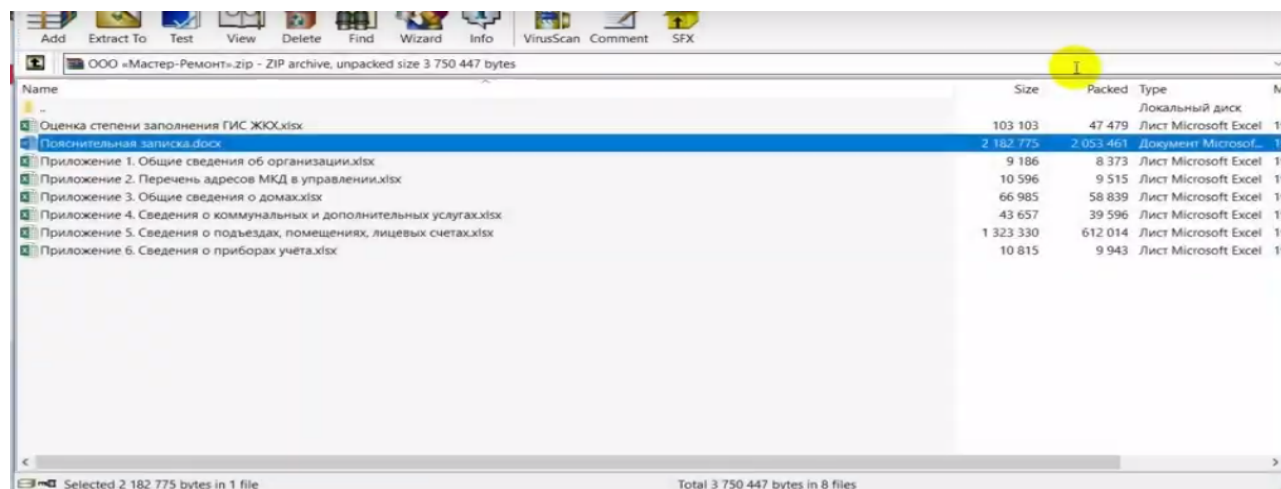 Add Extract To Test View Delete Find Wizard Info VirusScan Comment SFX
ООО «Мастер-Ремонт».zip - ZIP archive, unpacked size 3 750 447 bytes
Name Size Packed Type
.. Локальный диск
Оценка степени заполнения ГИС ЖКХ.xlsx 103 103 47 479 Лист Microsoft Excel
Пояснительная записка.docx 2 182 775 2 053 461 Документ Microsof...
Приложение 1. Общие сведения об организации.xlsx 9 186 8 373 Лист Microsoft Excel
Приложение 2. Перечень адресов МКД в управлении.xlsx 10 596 9 515 Лист Microsoft Excel
Приложение 3. Общие сведения о домах.xlsx 66 985 58 839 Лист Microsoft Excel
Приложение 4. Сведения о коммунальных и дополнительных услугах.xlsx 43 657 39 596 Лист Microsoft Excel
Приложение 5. Сведения о подъездах, помещениях, лицевых счетах.xlsx 1 323 330 612 014 Лист Microsoft Excel
Приложение 6. Сведения о приборах учета.xlsx 10 815 9 943 Лист Microsoft Excel
Selected 2 182 775 bytes in 1 file Total 3 750 447 bytes in 8 files